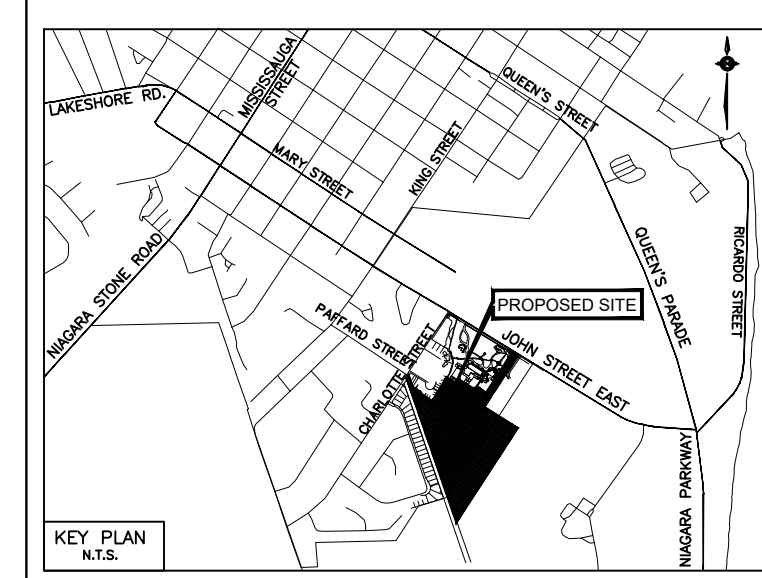 LAKESHORE RD.
MISSISSAUGA
STREET
QUEEN'S STREET
MARY STREET
KING STREET
NIAGARA STONE ROAD
QUEEN'S PARADE
RICARDO STREET
PROPOSED SITE
PAFFARD STREET
CHARLOTTE STREET
JOHN STREET EAST
NIAGARA PARKWAY
KEY PLAN
N.T.S.